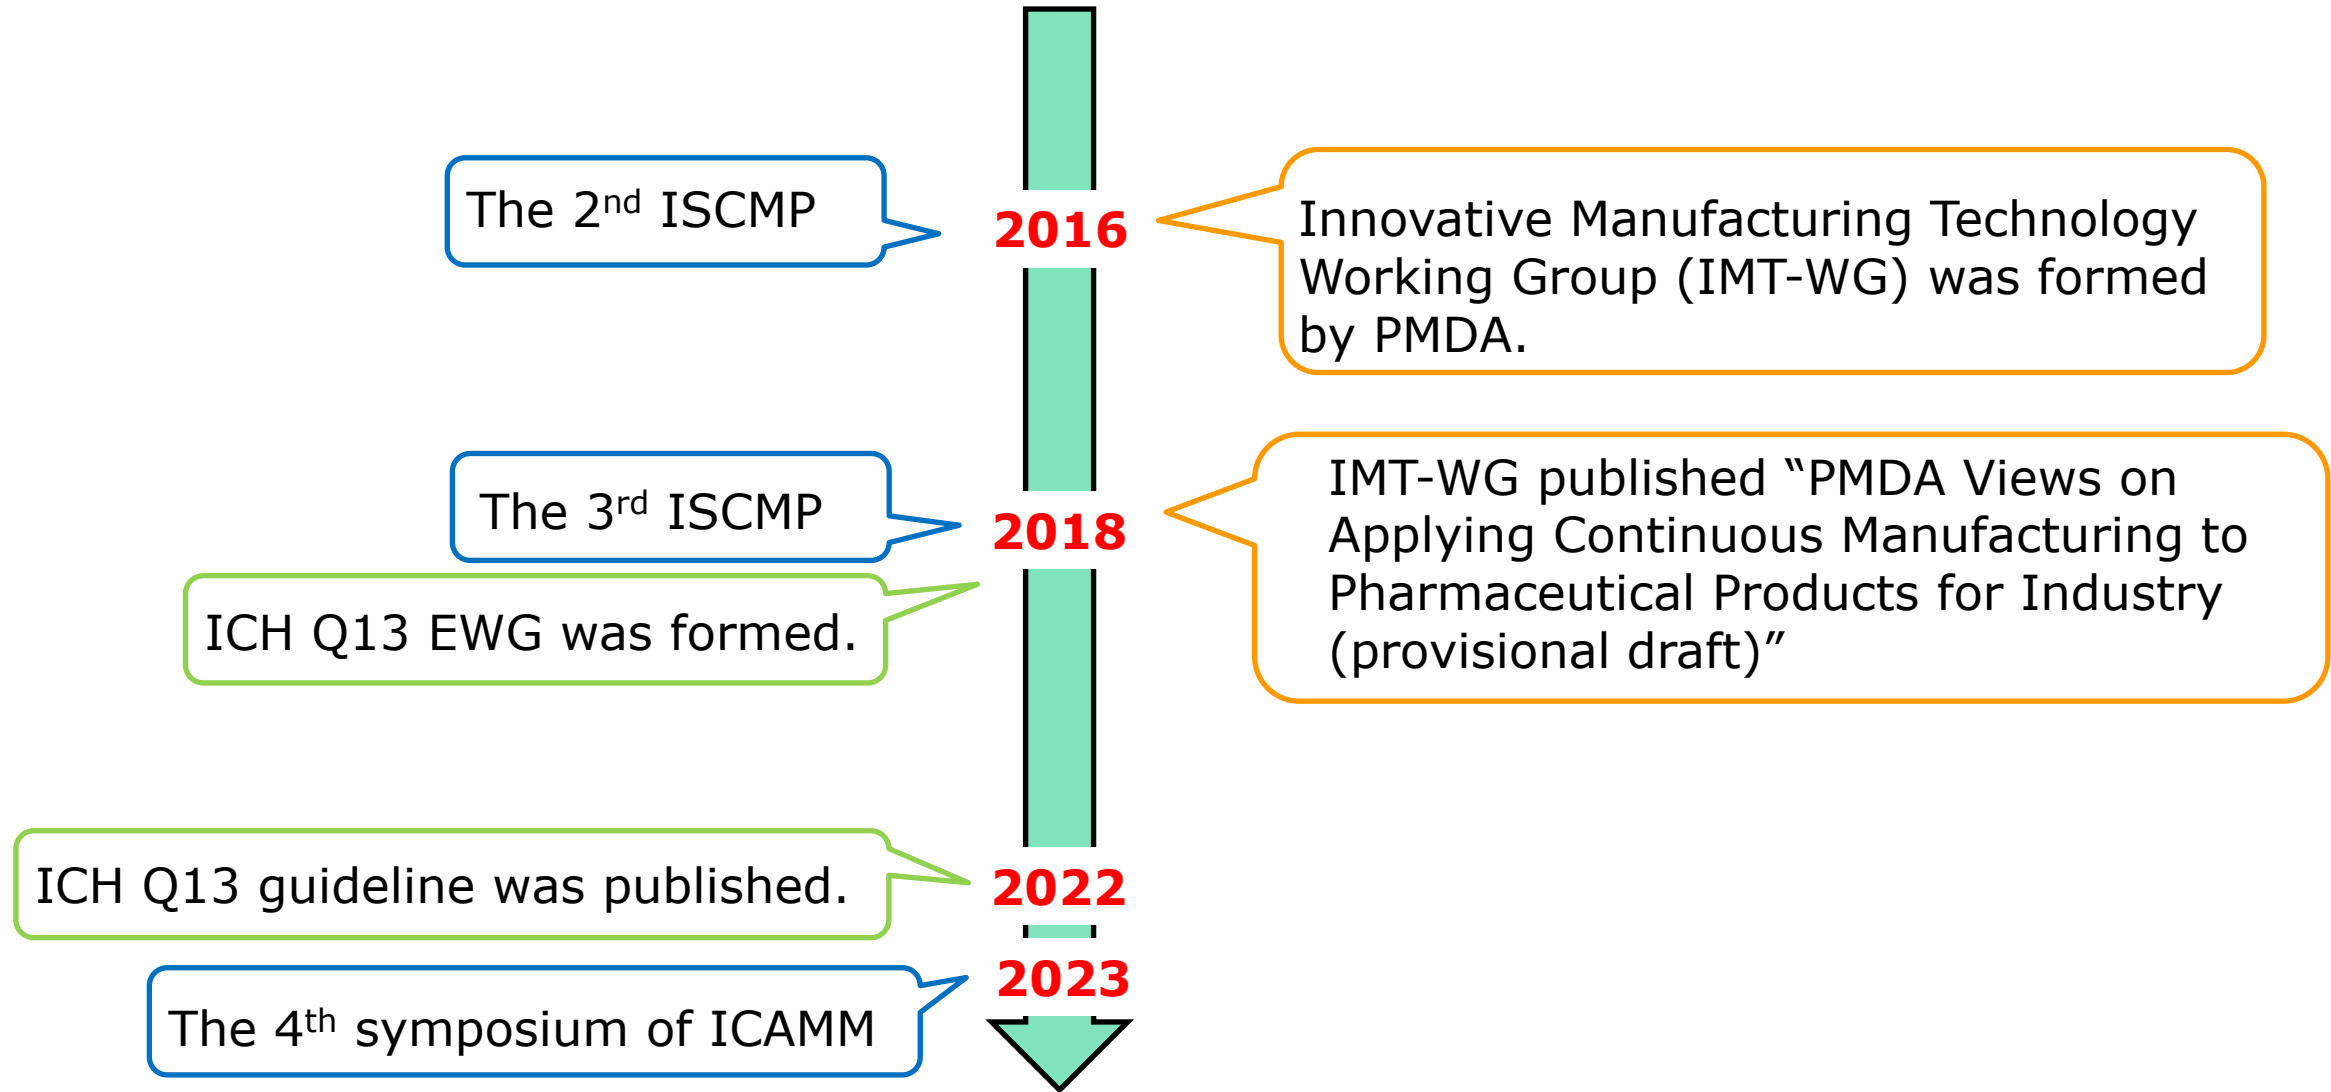 The 2nd ISCMP
2016
Innovative Manufacturing Technology
Working Group (IMT-WG) was formed
by PMDA.
The 3rd ISCMP
2018
IMT-WG published “PMDA Views on
Applying Continuous Manufacturing to
Pharmaceutical Products for Industry
(provisional draft)”
ICH Q13 EWG was formed.
ICH Q13 guideline was published.
2022
2023
The 4th symposium of ICAMM